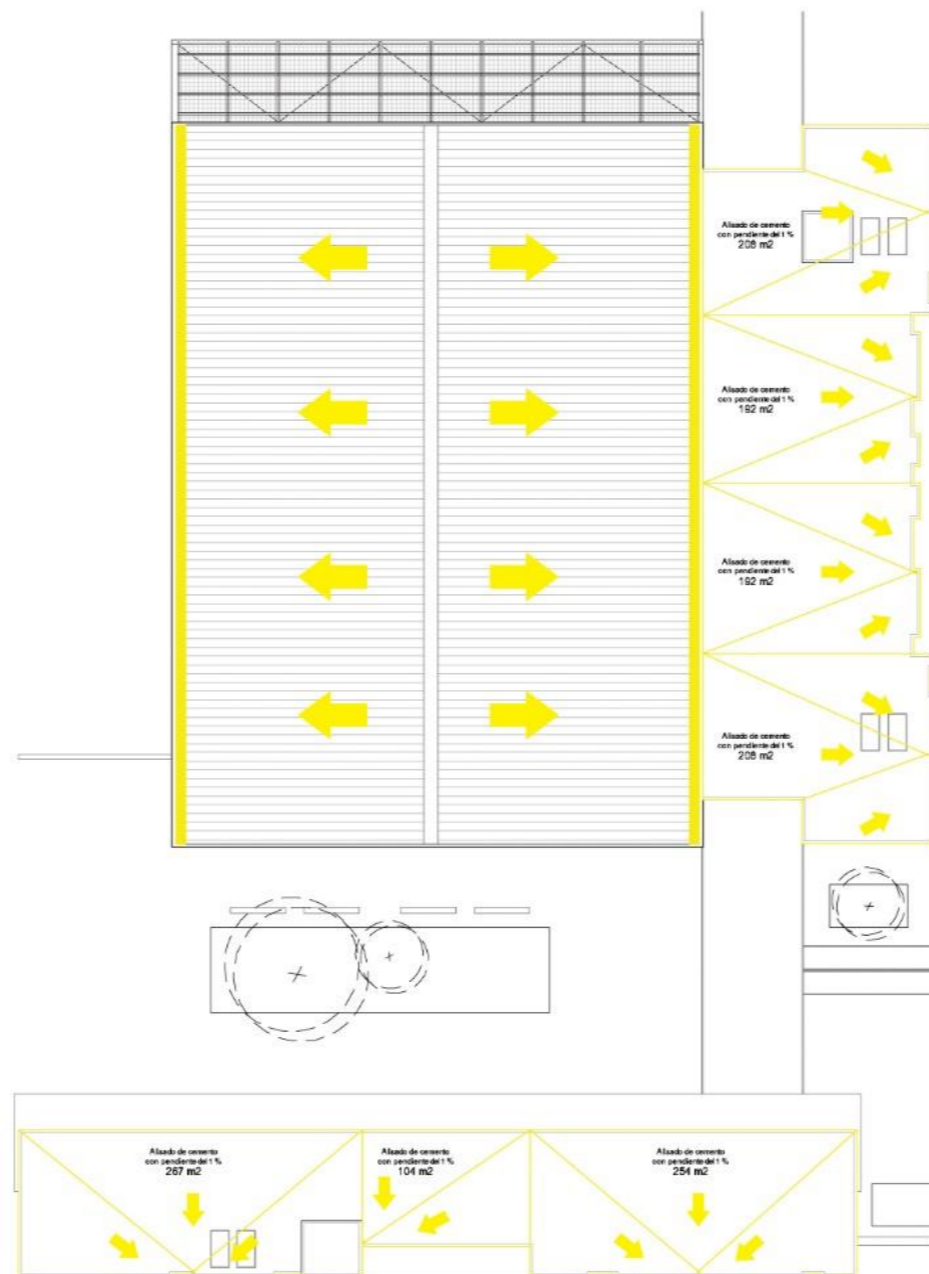 Alisado de cemento
con pendiente del 1 %
208 m2
Alisado de cemento
con pendiente del 1 %
192 m2
Alisado de cemento
con pendiente del 1 %
192 m2
Alisado de cemento
con pendiente del 1 %
208 m2
Alisado de cemento
con pendiente del 1 %
267 m2
Alisado de cemento
con pendiente del 1 %
104 m2
Alisado de cemento
con pendiente del 1 %
254 m2